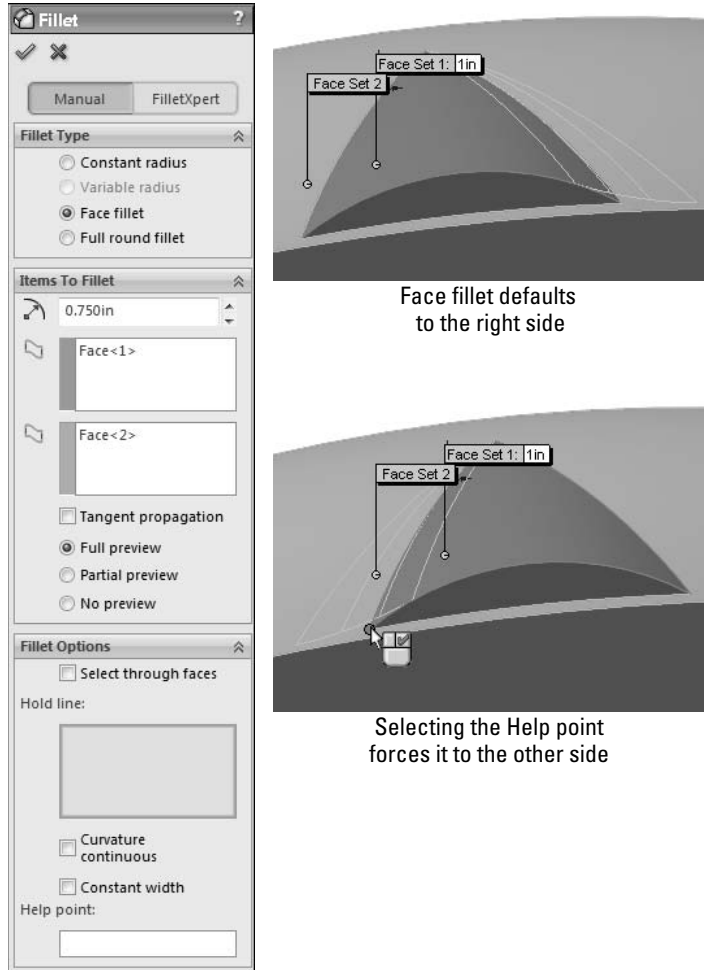 Fillet ?
Manual FilletXpert
Fillet Type
Constant radius
Variable radius
Face fillet
Full round fillet
Items To Fillet
0.750in
Face<1>
Face<2>
Tangent propagation
Full preview
Partial preview
No preview
Fillet Options
Select through faces
Hold line:
Curvature
continuous
Constant width
Help point:
Face Set 1: 1in
Face Set 2
Face fillet defaults
to the right side
Face Set 1: 1in
Face Set 2
Selecting the Help point
forces it to the other side